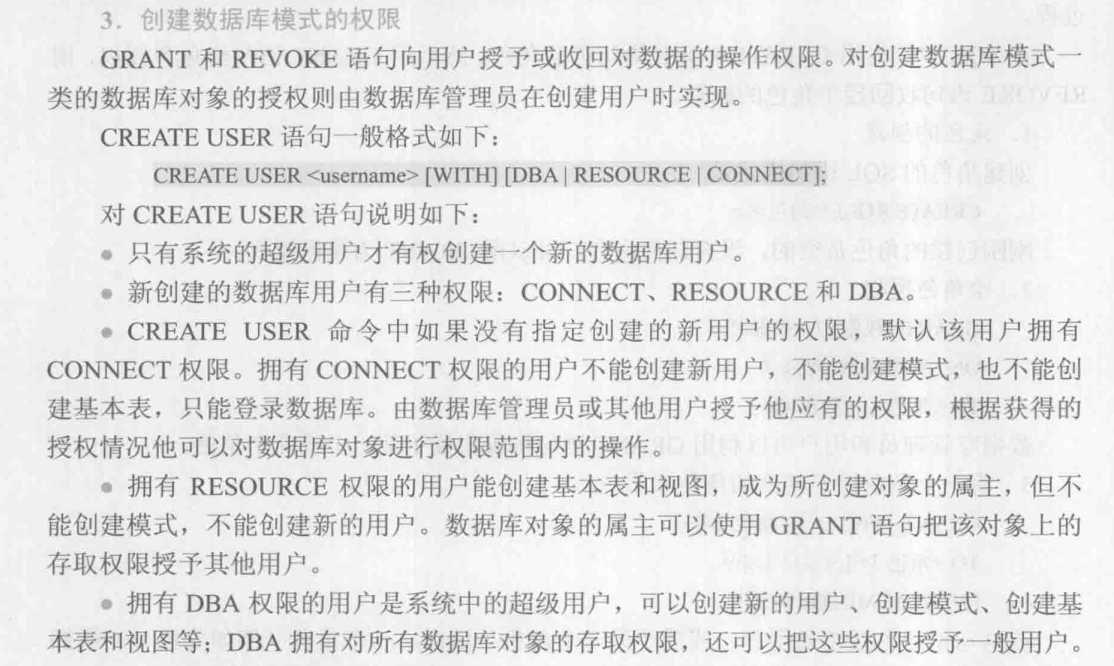 3．创建数据库模式的权限
GRANT 和 REVOKE 语句向用户授予或收回对数据的操作权限。对创建数据库模式一
类的数据库对象的授权则由数据库管理员在创建用户时实现。
CREATE USER 语句一般格式如下：
CREATE USER <username> [WITH] [DBA | RESOURCE | CONNECT];
对 CREATE USER 语句说明如下：
● 只有系统的超级用户才有权创建一个新的数据库用户。
● 新创建的数据库用户有三种权限：CONNECT、RESOURCE 和 DBA。
● CREATE USER 命令中如果没有指定创建的新用户的权限，默认该用户拥有
CONNECT 权限。拥有 CONNECT 权限的用户不能创建新用户，不能创建模式，也不能创
建基本表，只能登录数据库。由数据库管理员或其他用户授予他应有的权限，根据获得的
授权情况他可以对数据库对象进行权限范围内的操作。
● 拥有 RESOURCE 权限的用户能创建基本表和视图，成为所创建对象的属主，但不
能创建模式，不能创建新的用户。数据库对象的属主可以使用 GRANT 语句把该对象上的
存取权限授予其他用户。
● 拥有 DBA 权限的用户是系统中的超级用户，可以创建新的用户、创建模式、创建基
本表和视图等；DBA 拥有对所有数据库对象的存取权限，还可以把这些权限授予一般用户。